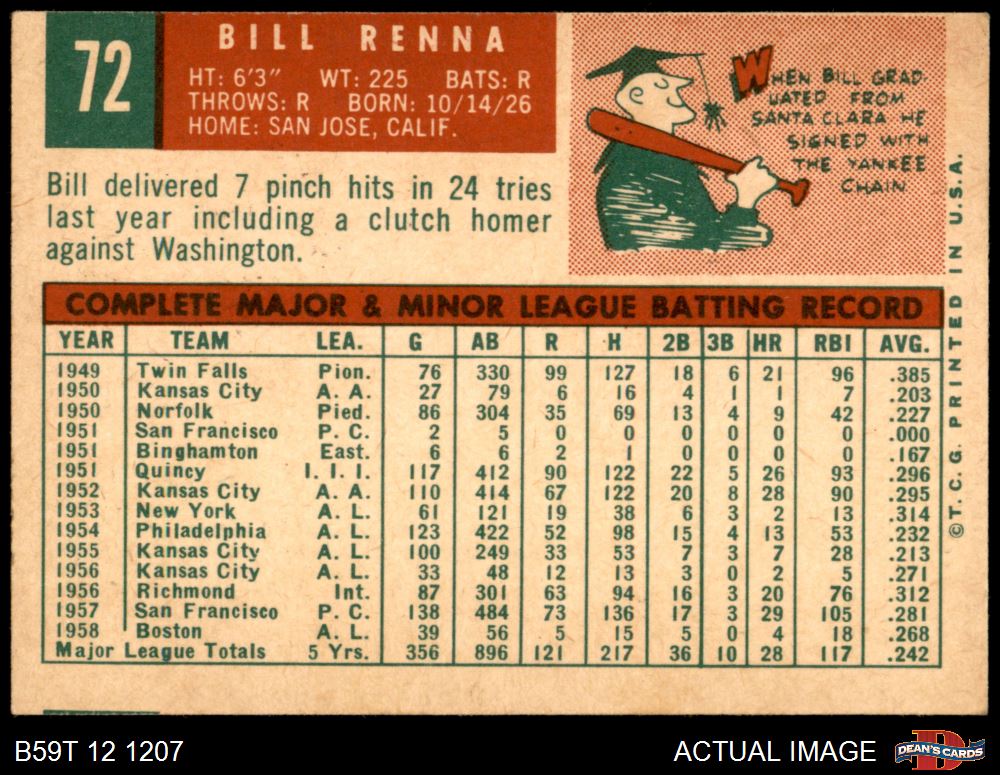 72
BILL RENNA
HT: 6'3" WT: 225 BATS: R
THROWS: R BORN: 10/14/26
HOME: SAN JOSE, CALIF.
WHEN BILL GRAD-
UATED FROM
SANTA CLARA HE
SIGNED WITH
THE YANKEE
CHAIN
Bill delivered 7 pinch hits in 24 tries
last year including a clutch homer
against Washington.
COMPLETE MAJOR & MINOR LEAGUE BATTING RECORD
YEAR TEAM LEA. G AB R H 2B 3B HR RBI AVG.
1949 Twin Falls Pion. 76 330 99 127 18 6 21 96 .385
1950 Kansas City A. A. 27 79 6 16 4 1 1 7 .203
1950 Norfolk Pied. 86 304 35 69 13 4 9 42 .227
1951 San Francisco P. C. 2 5 0 0 0 0 0 0 .000
1951 Binghamton East. 6 6 2 1 0 0 0 0 .167
1951 Quincy I. I. I. 117 412 90 122 22 5 26 93 .296
1952 Kansas City A. A. 110 414 67 122 20 8 28 90 .295
1953 New York A. L. 61 121 19 38 6 3 2 13 .314
1954 Philadelphia A. L. 123 422 52 98 15 4 13 53 .232
1955 Kansas City A. L. 100 249 33 53 7 3 7 28 .213
1956 Kansas City A. L. 33 48 12 13 3 0 2 5 .271
1956 Richmond Int. 87 301 63 94 16 3 20 76 .312
1957 San Francisco P. C. 138 484 73 136 17 3 29 105 .281
1958 Boston A. L. 39 56 5 15 5 0 4 18 .268
Major League Totals 5 Yrs. 356 896 121 217 36 10 28 117 .242
©T.C.G. PRINTED IN U.S.A.
B59T 12 1207
ACTUAL IMAGE
DEAN'S CARDS